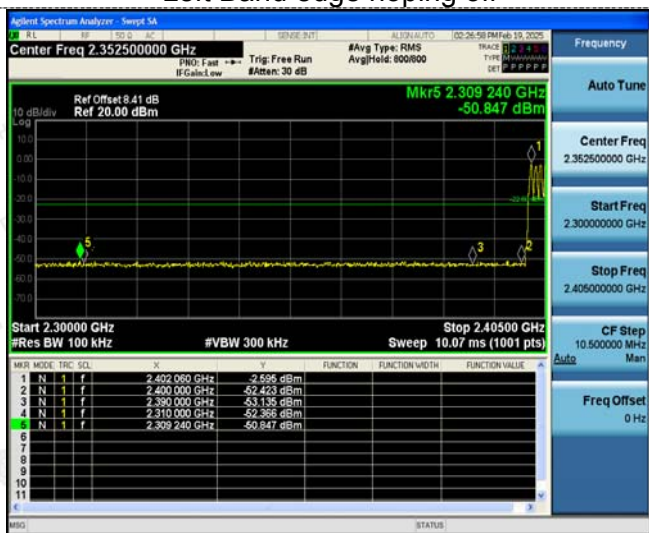 Left Band edge hoping off
Agilent Spectrum Analyzer - Swept SA
RL RF 50 Ω AC SENSE:INT ALIGNAUTO 02:26:58 PM Feb 19, 2025
Center Freq 2.352500000 GHz
PNO: Fast
IFGain:Low
Trig: Free Run
#Atten: 30 dB
#Avg Type: RMS
Avg|Hold: 800/800
TRACE 1 2 3 4 5 6
TYPE M
DET P P P P P P
Frequency
Auto Tune
Center Freq
2.352500000 GHz
Start Freq
2.300000000 GHz
Stop Freq
2.405000000 GHz
CF Step
10.500000 MHz
Auto Man
Freq Offset
0 Hz
Mkr5 2.309 240 GHz
-50.847 dBm
Ref Offset 8.41 dB
Ref 20.00 dBm
10 dB/div
Log
10.0
0.00
-10.0
-20.0
-30.0
-40.0
-50.0
-60.0
-70.0
1
2
3
5
Start 2.30000 GHz
Stop 2.40500 GHz
#Res BW 100 kHz
#VBW 300 kHz
Sweep 10.07 ms (1001 pts)
MKR MODE TRC SCL X Y FUNCTION FUNCTION WIDTH FUNCTION VALUE
1 N 1 f 2.402 060 GHz -2.595 dBm
2 N 1 f 2.400 000 GHz -52.423 dBm
3 N 1 f 2.390 000 GHz -53.135 dBm
4 N 1 f 2.310 000 GHz -52.366 dBm
5 N 1 f 2.309 240 GHz -50.847 dBm
6
7
8
9
10
11
MSG STATUS